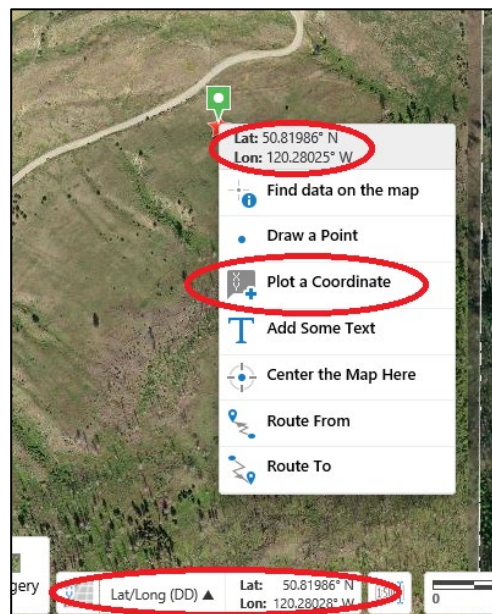 Lat: 50.81986° N
Lon: 120.28025° W
Find data on the map
Draw a Point
Plot a Coordinate
Add Some Text
Center the Map Here
Route From
Route To
gery
Lat/Long (DD) ▲
Lat: 50.81986° N
Lon: 120.28028° W
0